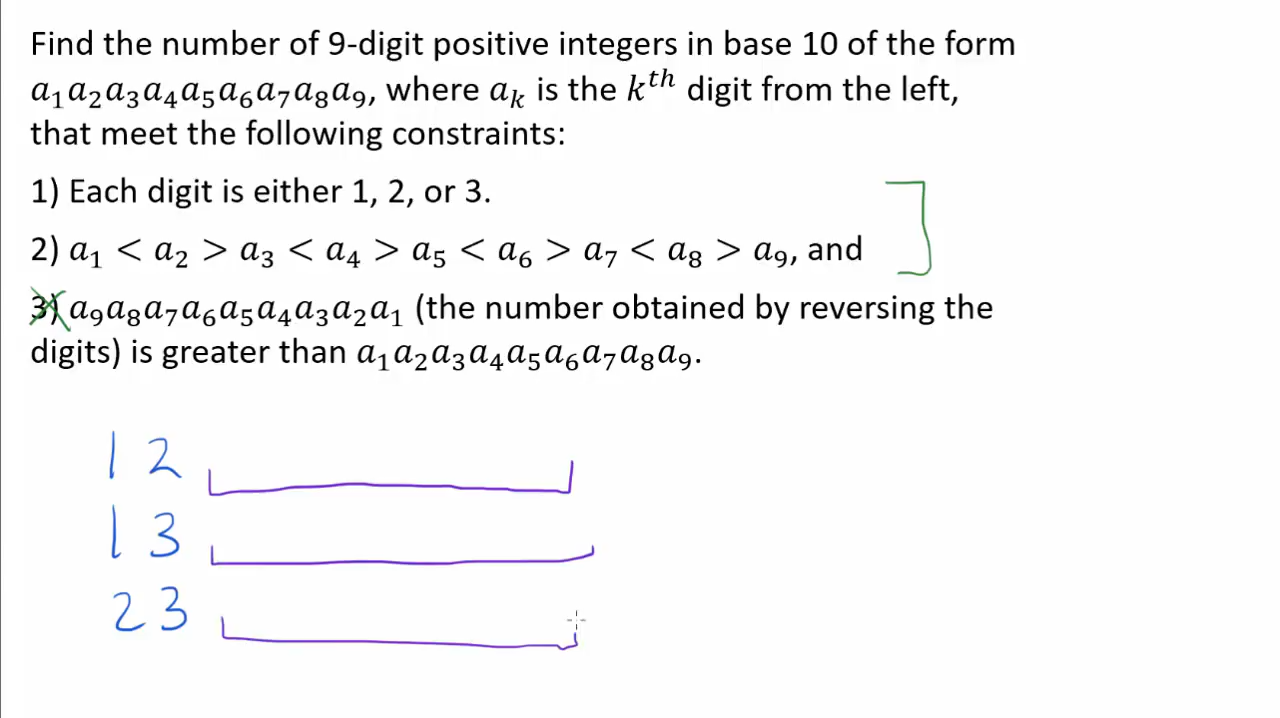 Find the number of 9-digit positive integers in base 10 of the form
a₁a₂a₃a₄a₅a₆a₇a₈a₉, where aₖ is the kᵗʰ digit from the left,
that meet the following constraints:
1) Each digit is either 1, 2, or 3.
2) a₁ < a₂ > a₃ < a₄ > a₅ < a₆ > a₇ < a₈ > a₉, and
3) a₉a₈a₇a₆a₅a₄a₃a₂a₁ (the number obtained by reversing the
digits) is greater than a₁a₂a₃a₄a₅a₆a₇a₈a₉.
1 2
1 3
2 3